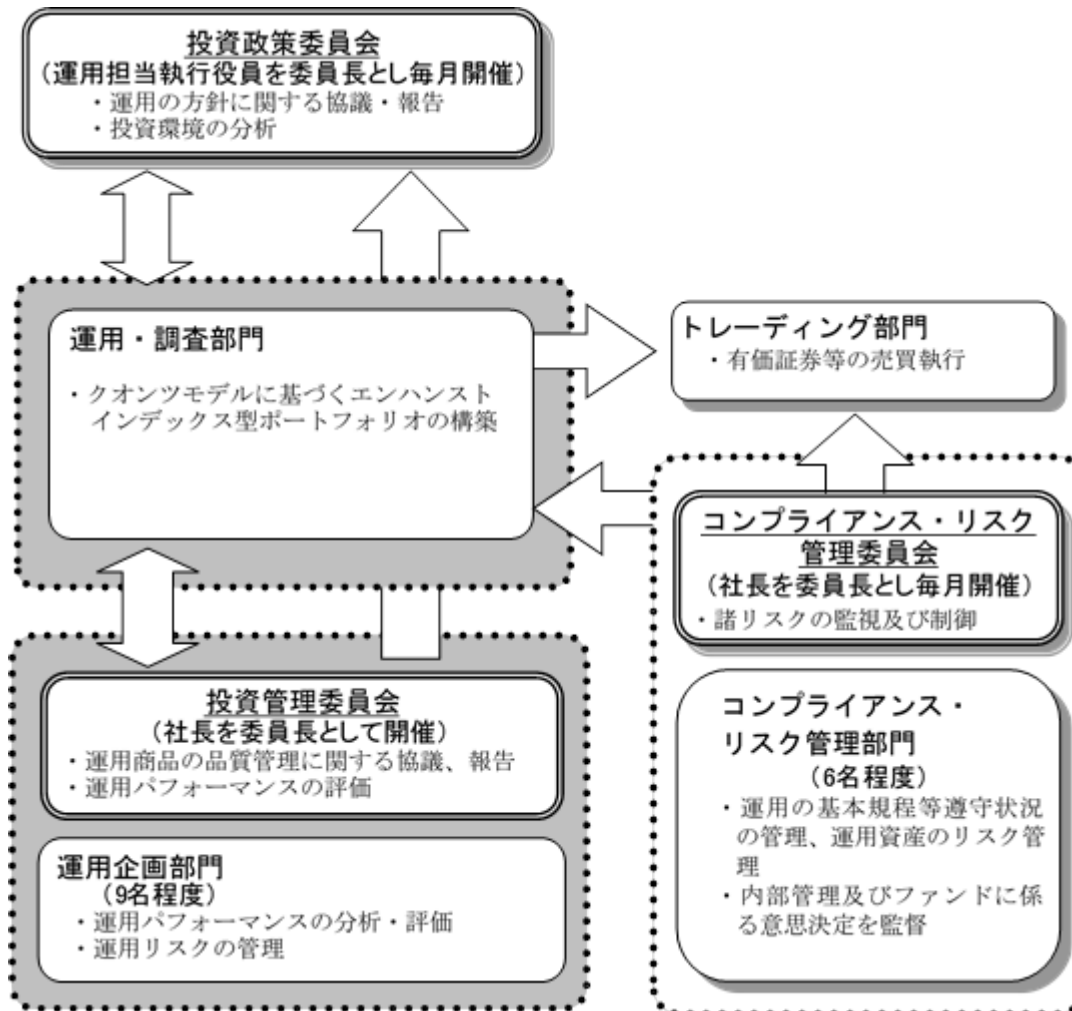 投資政策委員会
(運用担当執行役員を委員長とし毎月開催)
・運用の方針に関する協議・報告
・投資環境の分析
運用・調査部門
・クオンツモデルに基づくエンハンスト
インデックス型ポートフォリオの構築
トレーディング部門
・有価証券等の売買執行
コンプライアンス・リスク
管理委員会
(社長を委員長とし毎月開催)
・諸リスクの監視及び制御
投資管理委員会
(社長を委員長として開催)
・運用商品の品質管理に関する協議、報告
・運用パフォーマンスの評価
運用企画部門
(9名程度)
・運用パフォーマンスの分析・評価
・運用リスクの管理
コンプライアンス・
リスク管理部門
(6名程度)
・運用の基本規程等遵守状況
の管理、運用資産のリスク管
理
・内部管理及びファンドに係
る意思決定を監督